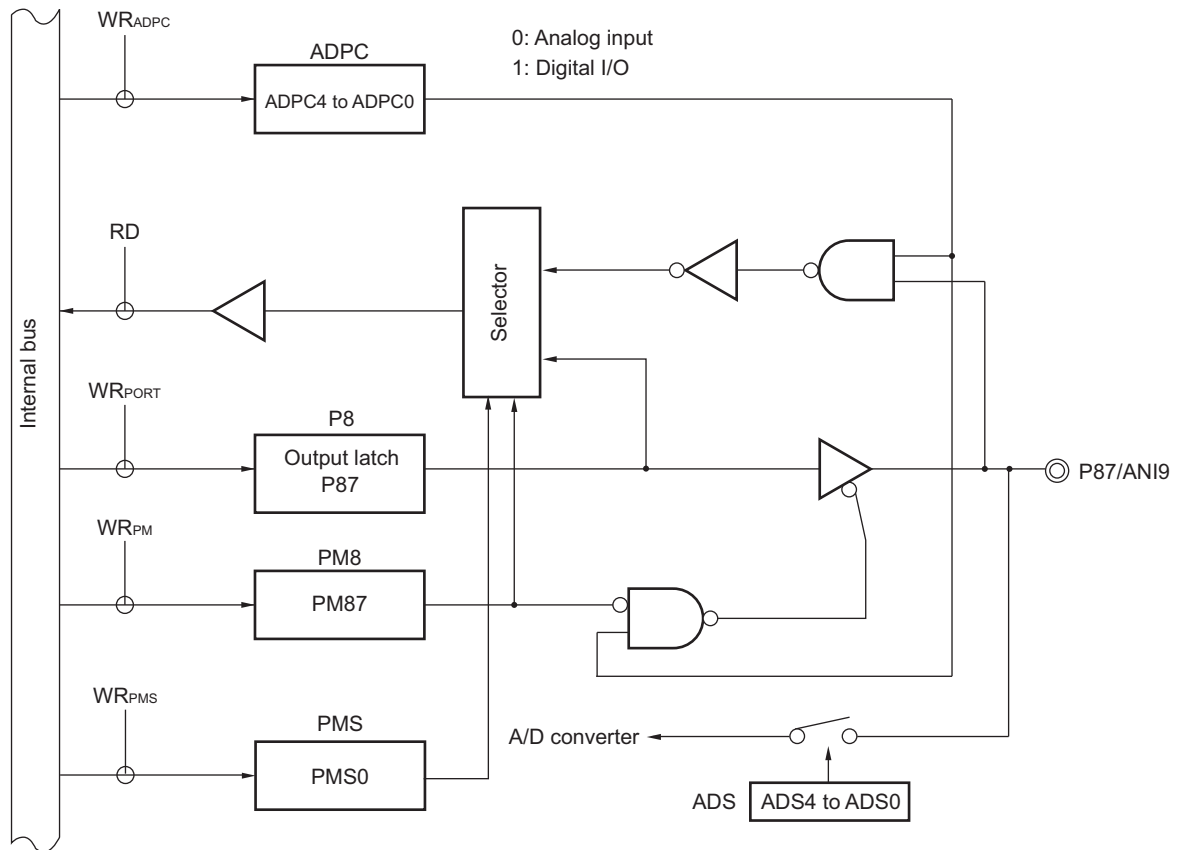 WRADPC
ADPC
0: Analog input
1: Digital I/O
ADPC4 to ADPC0
RD
Selector
Internal bus
WRPORT
P8
Output latch
P87
P87/ANI9
WRPM
PM8
PM87
WRPMS
PMS
PMS0
A/D converter
ADS
ADS4 to ADS0